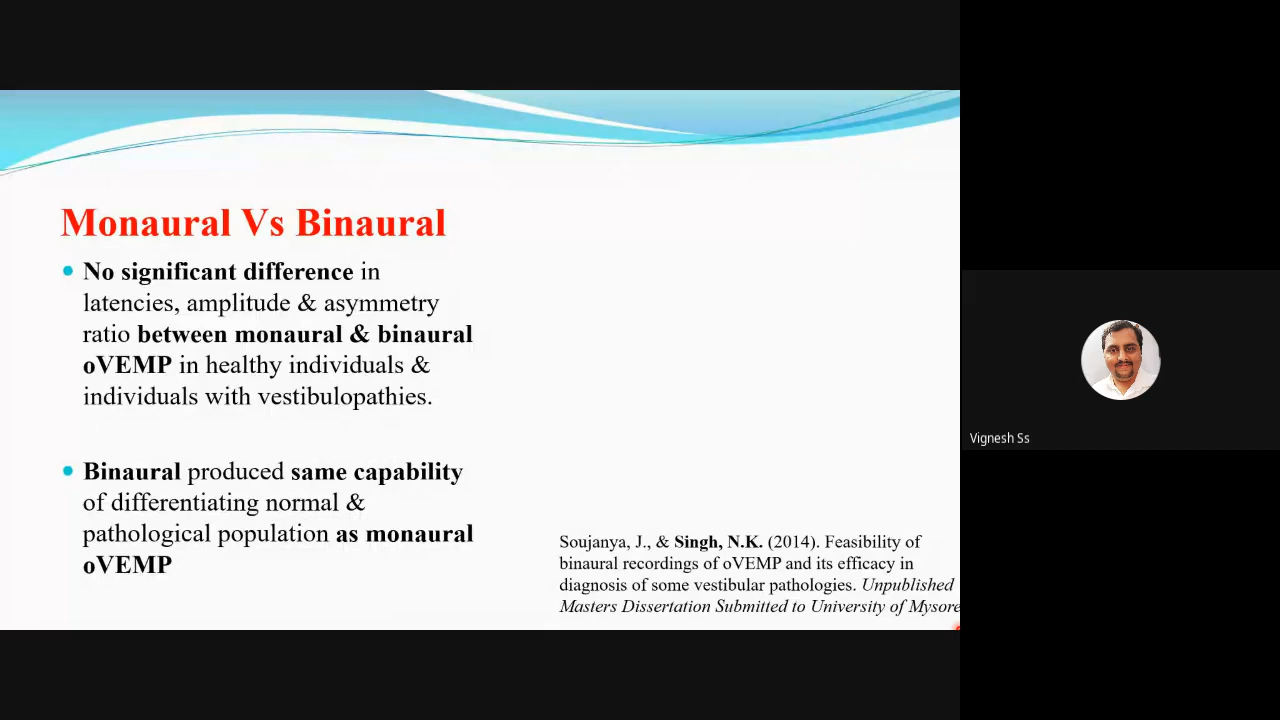 Monaural Vs Binaural
No significant difference in
latencies, amplitude & asymmetry
ratio between monaural & binaural
oVEMP in healthy individuals &
individuals with vestibulopathies.
Binaural produced same capability
of differentiating normal &
pathological population as monaural
oVEMP
Soujanya, J., & Singh, N.K. (2014). Feasibility of
binaural recordings of oVEMP and its efficacy in
diagnosis of some vestibular pathologies. Unpublished
Masters Dissertation Submitted to University of Mysore
Vignesh Ss